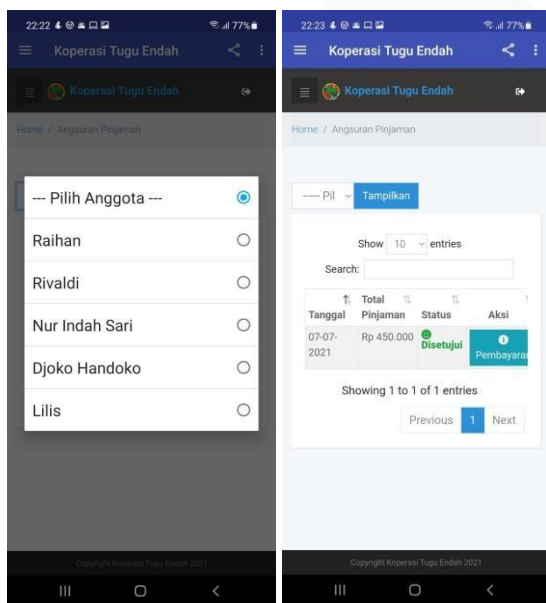 22:22
77%
Koperasi Tugu Endah
Koperasi Tugu Endah
Home / Angsuran Pinjaman
--- Pilih Anggota ---
Raihan
Rivaldi
Nur Indah Sari
Djoko Handoko
Lilis
Copyright Koperasi Tugu Endah 2021
22:23
77%
Koperasi Tugu Endah
Koperasi Tugu Endah
Home / Angsuran Pinjaman
---- Pil
Tampilkan
Show 10 entries
Search:
Tanggal Total Pinjaman Status Aksi
07-07-2021 Rp 450.000 Disetujui Pembayaran
Showing 1 to 1 of 1 entries
Previous 1 Next
Copyright Koperasi Tugu Endah 2021